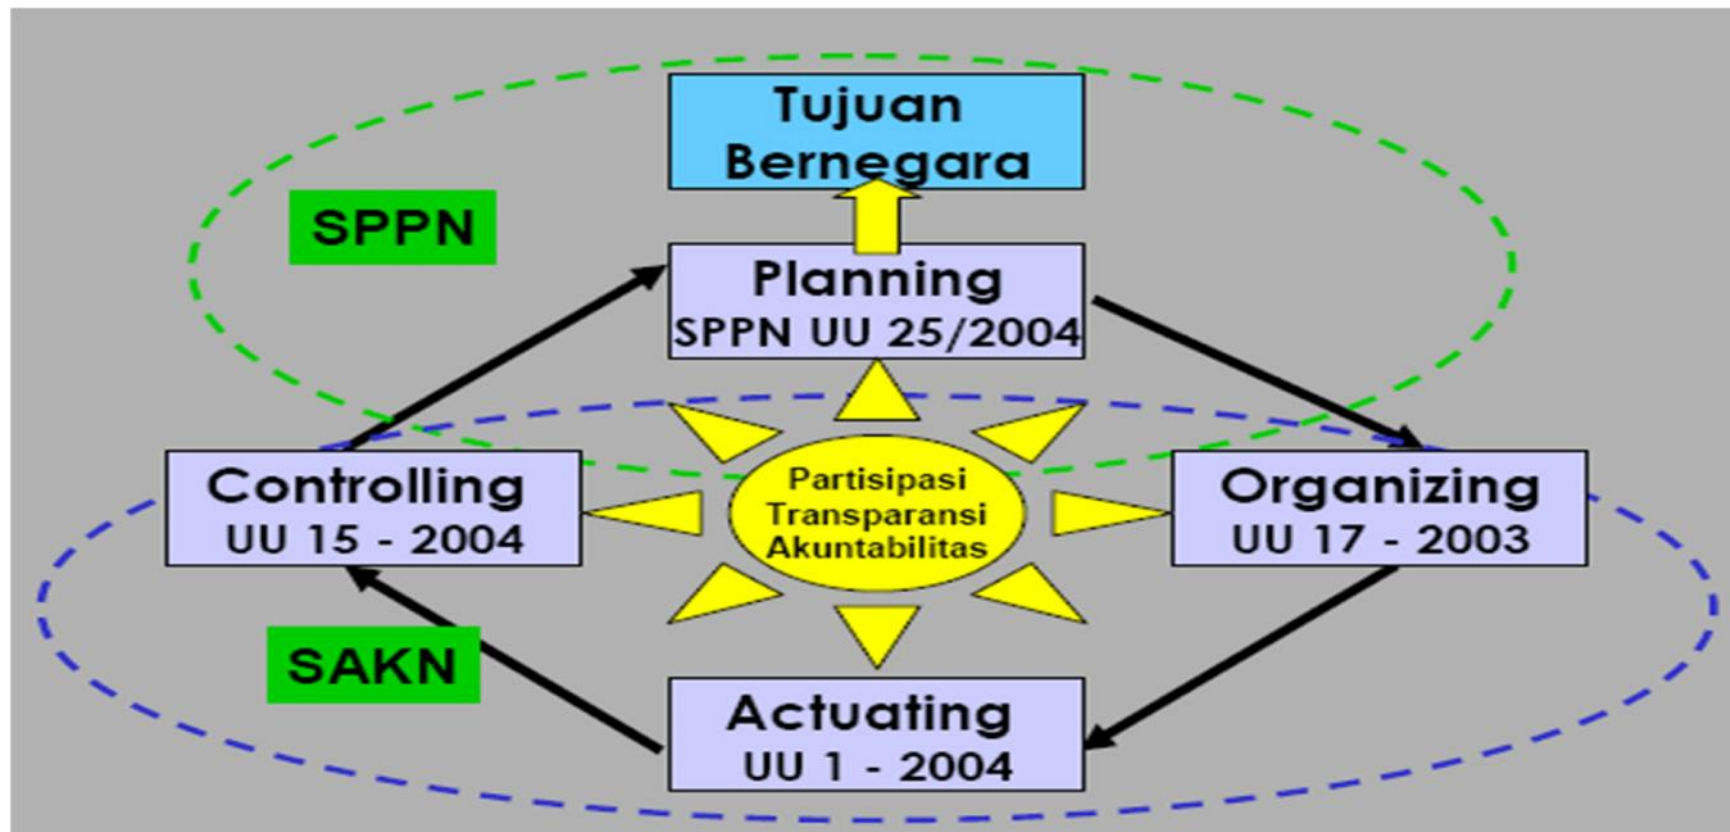 Tujuan
Bernegara
SPPN
Planning
SPPN UU 25/2004
Controlling
UU 15 - 2004
Partisipasi
Transparansi
Akuntabilitas
Organizing
UU 17 - 2003
SAKN
Actuating
UU 1 - 2004